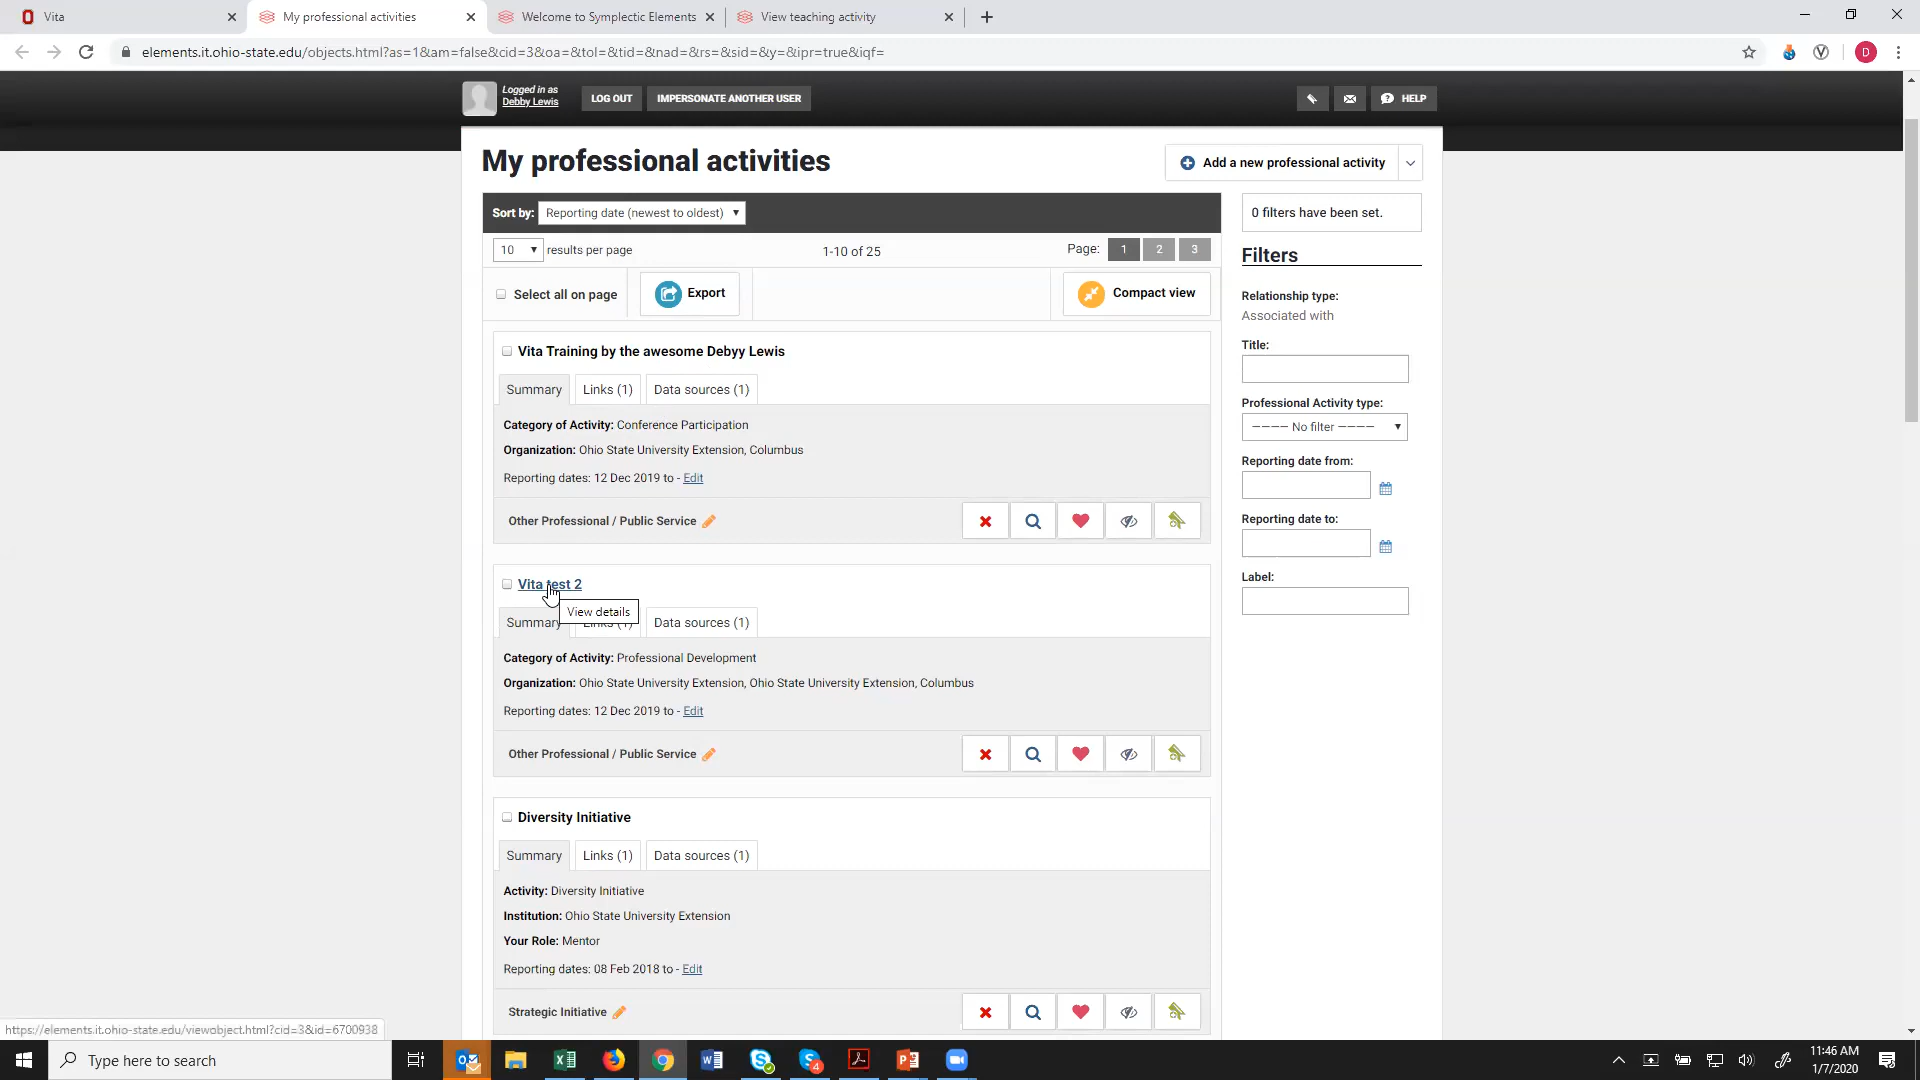 Vita
My professional activities
Welcome to Symplectic Elements
View teaching activity
elements.it.ohio-state.edu/objects.html?as=1&am=false&cid=3&oa=&tol=&tid=&nad=&rs=&sid=&y=&ipr=true&iqf=
D
Logged in as
Debby Lewis
LOG OUT
IMPERSONATE ANOTHER USER
HELP
My professional activities
Add a new professional activity
Sort by: Reporting date (newest to oldest)
0 filters have been set.
10 results per page
1-10 of 25
Page: 1 2 3
Filters
Select all on page
Export
Compact view
Relationship type:
Associated with
Title:
Vita Training by the awesome Debyy Lewis
Summary
Links (1)
Data sources (1)
Professional Activity type:
---- No filter ----
Category of Activity: Conference Participation
Organization: Ohio State University Extension, Columbus
Reporting dates: 12 Dec 2019 to - Edit
Reporting date from:
Other Professional / Public Service
Reporting date to:
Label:
Vita test 2
View details
Summary
Links (1)
Data sources (1)
Category of Activity: Professional Development
Organization: Ohio State University Extension, Ohio State University Extension, Columbus
Reporting dates: 12 Dec 2019 to - Edit
Other Professional / Public Service
Diversity Initiative
Summary
Links (1)
Data sources (1)
Activity: Diversity Initiative
Institution: Ohio State University Extension
Your Role: Mentor
Reporting dates: 08 Feb 2018 to - Edit
Strategic Initiative
https://elements.it.ohio-state.edu/viewobject.html?cid=3&id=6700938
Type here to search
4
11:46 AM
1/7/2020